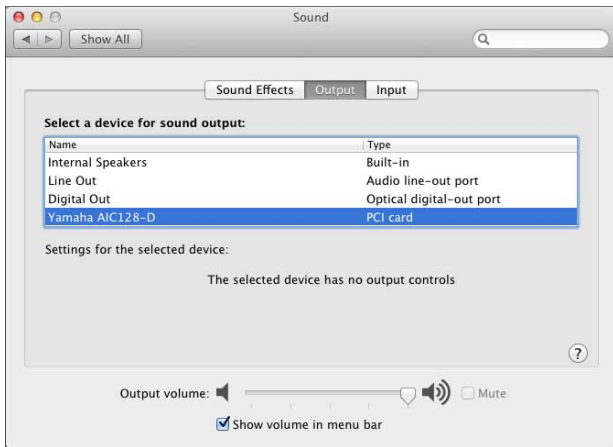 Sound
Show All
Sound Effects Output Input
Select a device for sound output:
Name Type
Internal Speakers Built-in
Line Out Audio line-out port
Digital Out Optical digital-out port
Yamaha AIC128-D PCI card
Settings for the selected device:
The selected device has no output controls
?
Output volume: Mute
Show volume in menu bar